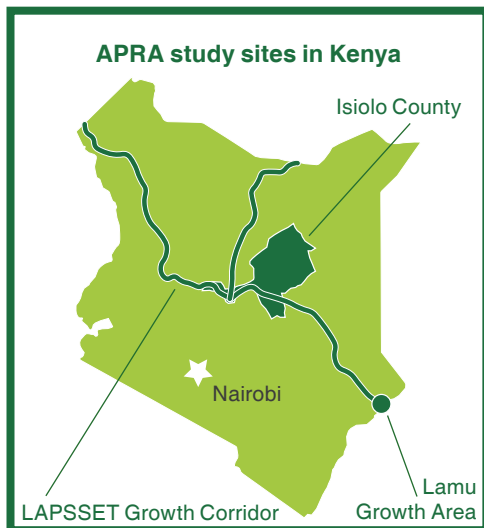 APRA study sites in Kenya
Isiolo County
Nairobi
Lamu
Growth Area
LAPSSET Growth Corridor